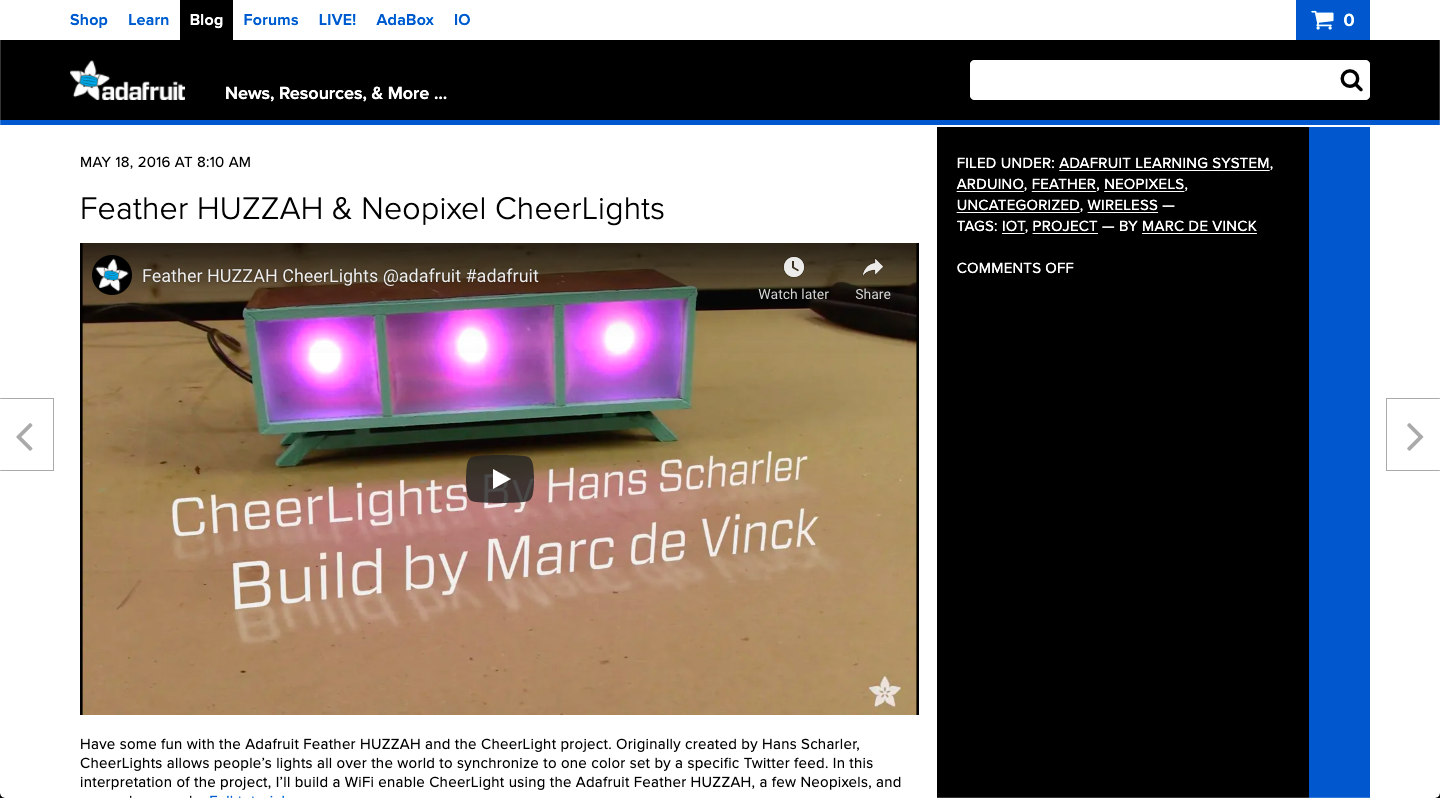 Shop Learn Blog Forums LIVE! AdaBox IO 0
adafruit News, Resources, & More ...
MAY 18, 2016 AT 8:10 AM
Feather HUZZAH & Neopixel CheerLights
Feather HUZZAH CheerLights @adafruit #adafruit
Watch later Share
CheerLights By Hans Scharler
Build by Marc de Vinck
Have some fun with the Adafruit Feather HUZZAH and the CheerLight project. Originally created by Hans Scharler,
CheerLights allows people's lights all over the world to synchronize to one color set by a specific Twitter feed. In this
interpretation of the project, I'll build a WiFi enable CheerLight using the Adafruit Feather HUZZAH, a few Neopixels, and
FILED UNDER: ADAFRUIT LEARNING SYSTEM,
ARDUINO, FEATHER, NEOPIXELS,
UNCATEGORIZED, WIRELESS —
TAGS: IOT, PROJECT — BY MARC DE VINCK
COMMENTS OFF